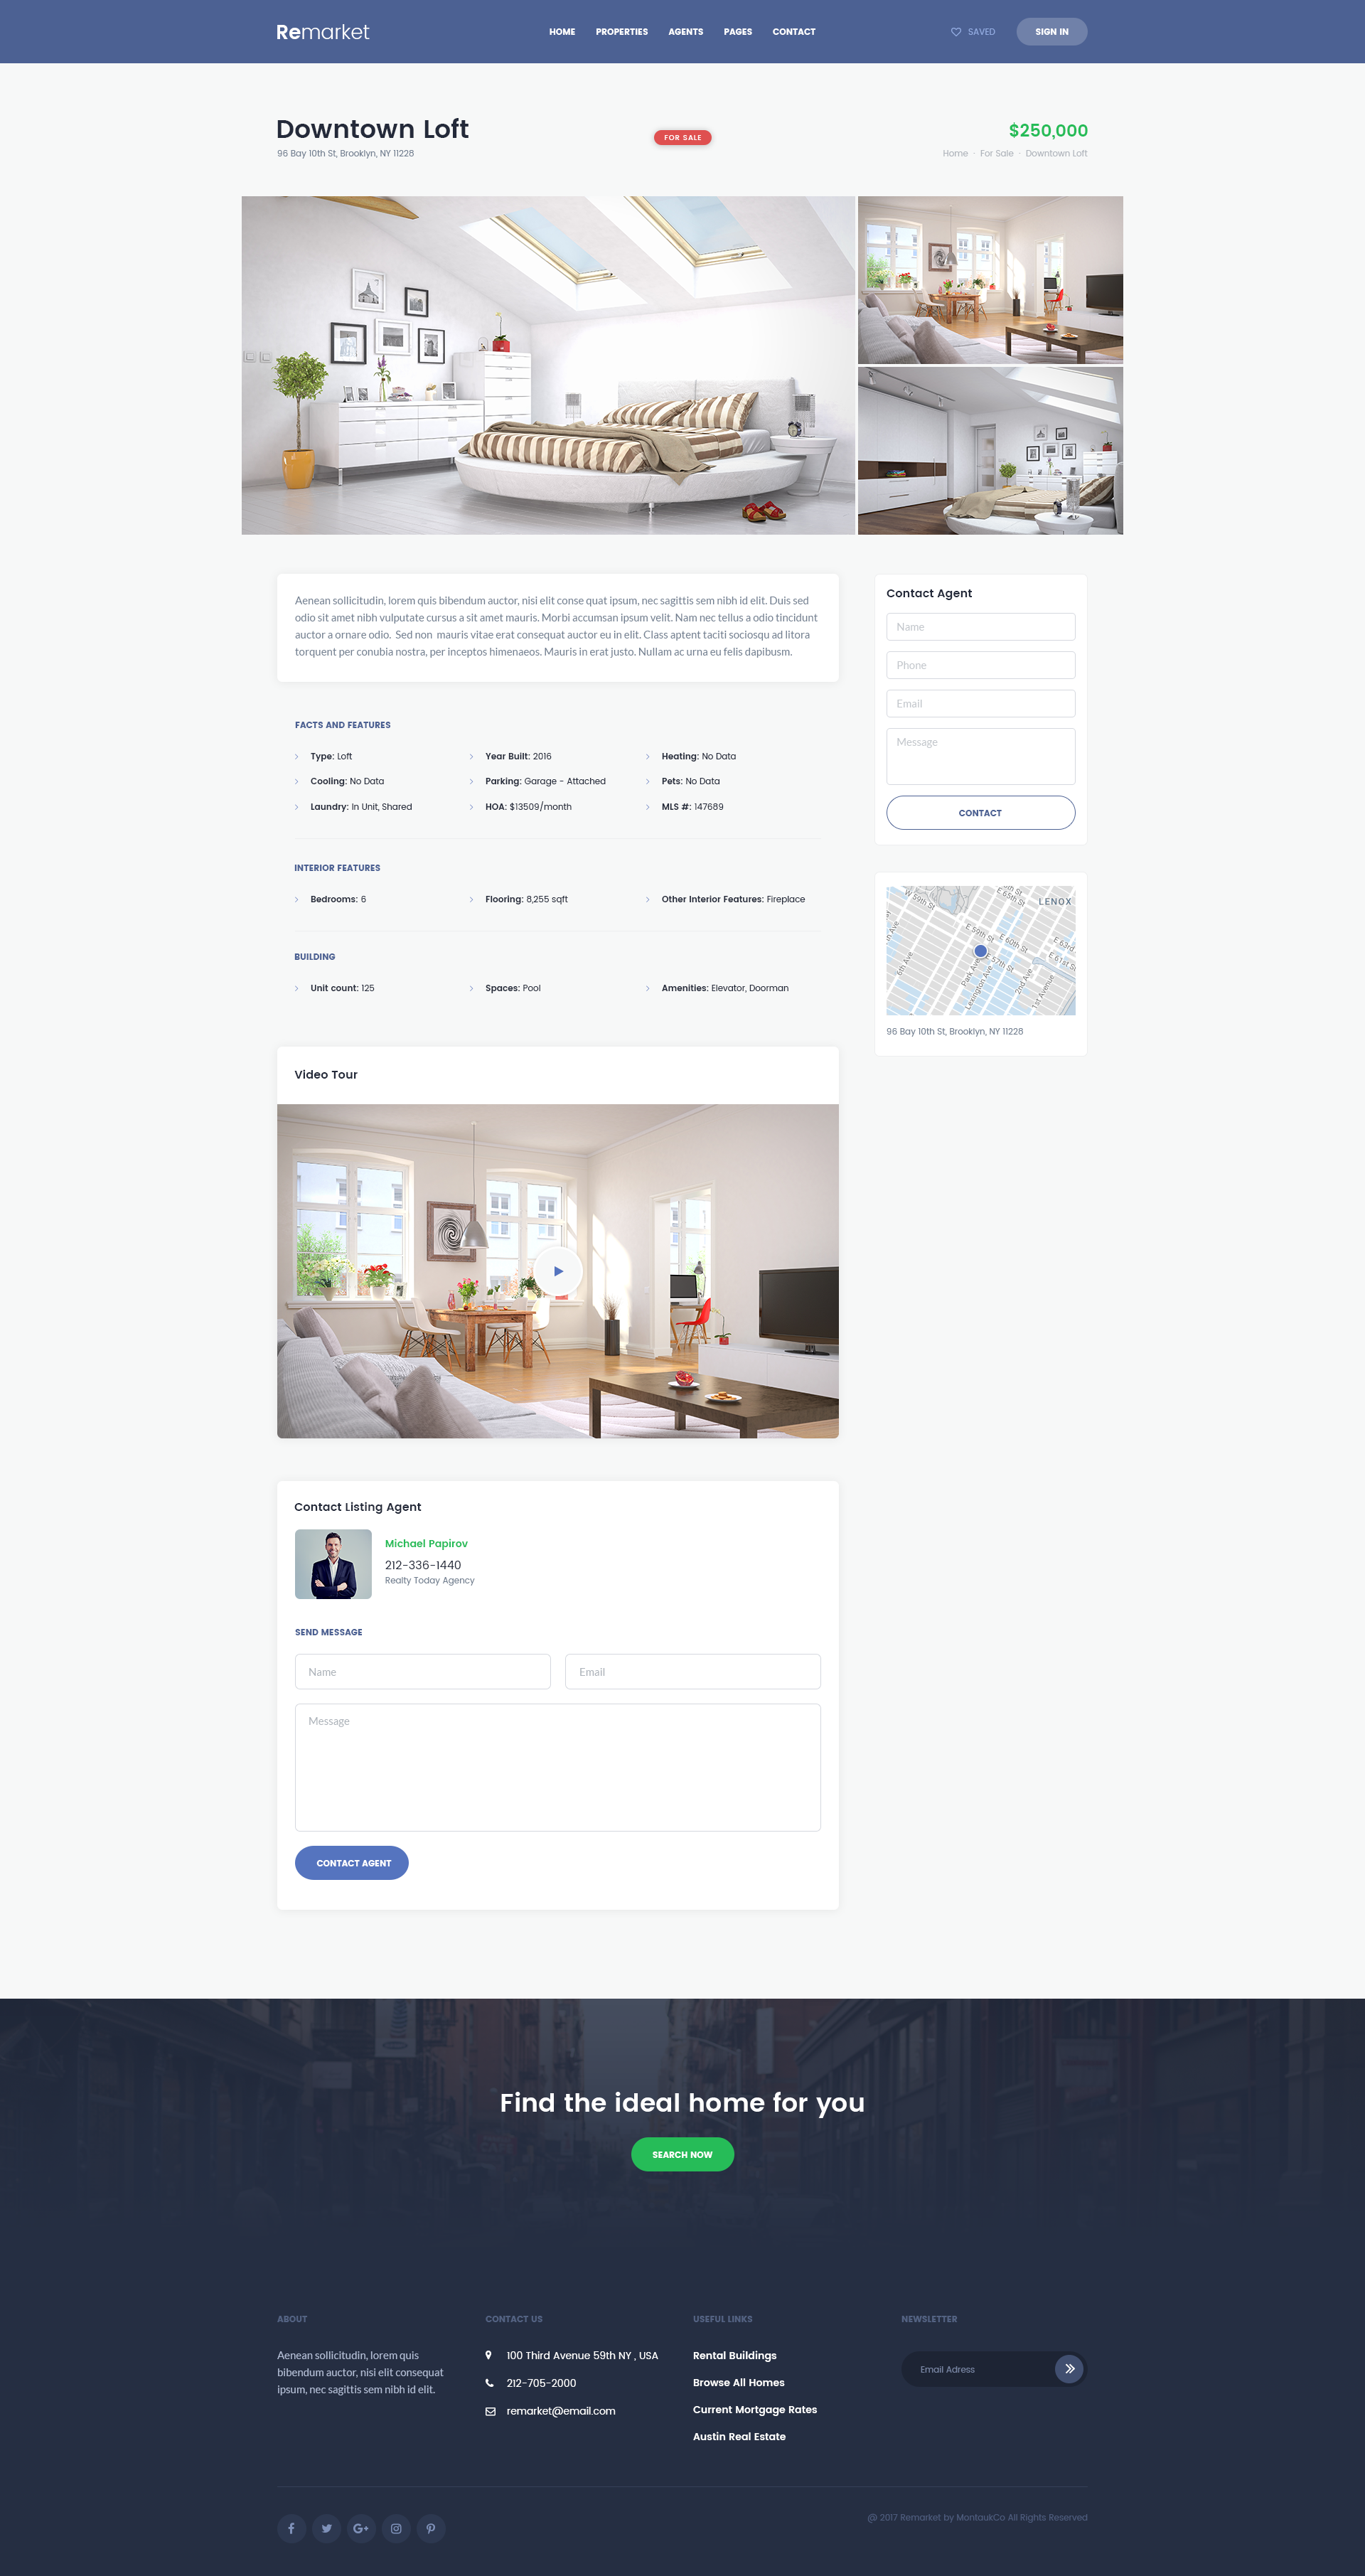 Remarket
HOME PROPERTIES AGENTS PAGES CONTACT
SAVED
SIGN IN
Downtown Loft
96 Bay 10th St, Brooklyn, NY 11228
FOR SALE
$250,000
Home · For Sale · Downtown Loft
Aenean sollicitudin, lorem quis bibendum auctor, nisi elit conse quat ipsum, nec sagittis sem nibh id elit. Duis sed
odio sit amet nibh vulputate cursus a sit amet mauris. Morbi accumsan ipsum velit. Nam nec tellus a odio tincidunt
auctor a ornare odio. Sed non mauris vitae erat consequat auctor eu in elit. Class aptent taciti sociosqu ad litora
torquent per conubia nostra, per inceptos himenaeos. Mauris in erat justo. Nullam ac urna eu felis dapibusm.
FACTS AND FEATURES
Type: Loft
Year Built: 2016
Heating: No Data
Cooling: No Data
Parking: Garage - Attached
Pets: No Data
Laundry: In Unit, Shared
HOA: $13509/month
MLS #: 147689
INTERIOR FEATURES
Bedrooms: 6
Flooring: 8,255 sqft
Other Interior Features: Fireplace
BUILDING
Unit count: 125
Spaces: Pool
Amenities: Elevator, Doorman
Contact Agent
Name
Phone
Email
Message
CONTACT
W 59th St
E 65th St
LENOX
E 59th St
E 60th St
E 63rd
E 61st St
6th Ave
Park Ave
E 57th St
Lexington Ave
2nd Ave
1st Avenue
96 Bay 10th St, Brooklyn, NY 11228
Video Tour
Contact Listing Agent
Michael Papirov
212-336-1440
Realty Today Agency
SEND MESSAGE
Name
Email
Message
CONTACT AGENT
Find the ideal home for you
SEARCH NOW
ABOUT
Aenean sollicitudin, lorem quis
bibendum auctor, nisi elit consequat
ipsum, nec sagittis sem nibh id elit.
CONTACT US
100 Third Avenue 59th NY , USA
212-705-2000
remarket@email.com
USEFUL LINKS
Rental Buildings
Browse All Homes
Current Mortgage Rates
Austin Real Estate
NEWSLETTER
Email Adress
@ 2017 Remarket by MontaukCo All Rights Reserved